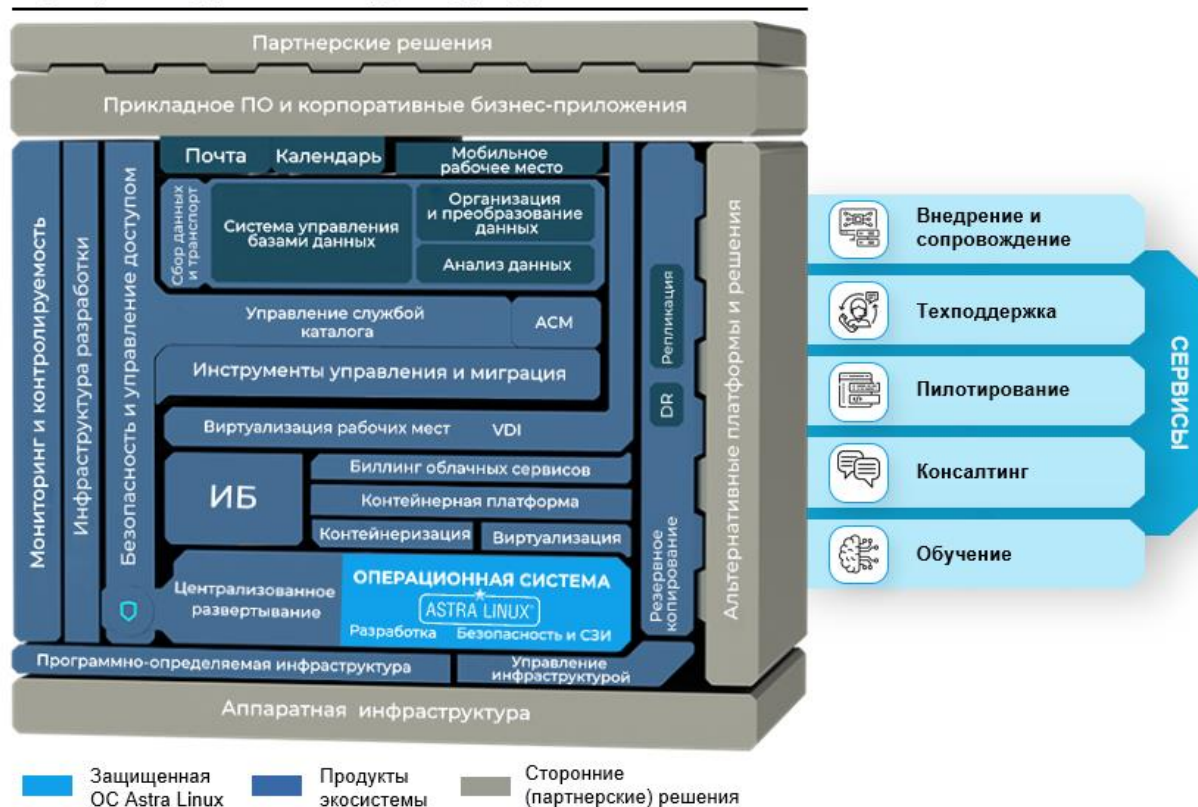 Партнерские решения
Прикладное ПО и корпоративные бизнес-приложения
Мониторинг и контролируемость
Инфраструктура разработки
Безопасность и управление доступом
Почта
Календарь
Мобильное
рабочее место
Сбор данных
и транспорт
Система управления
базами данных
Организация
и преобразование
данных
Анализ данных
Управление службой
каталога
ACM
Инструменты управления и миграция
Виртуализация рабочих мест VDI
ИБ
Биллинг облачных сервисов
Контейнерная платформа
Контейнеризация
Виртуализация
Централизованное
развертывание
ОПЕРАЦИОННАЯ СИСТЕМА
ASTRA LINUX®
Разработка
Безопасность и СЗИ
Репликация
DR
Резервное
копирование
Альтернативные платформы и решения
Программно-определяемая инфраструктура
Управление
инфраструктурой
Аппаратная инфраструктура
Внедрение и
сопровождение
Техподдержка
Пилотирование
Консалтинг
Обучение
СЕРВИСЫ
Защищенная
ОС Astra Linux
Продукты
экосистемы
Сторонние
(партнерские) решения